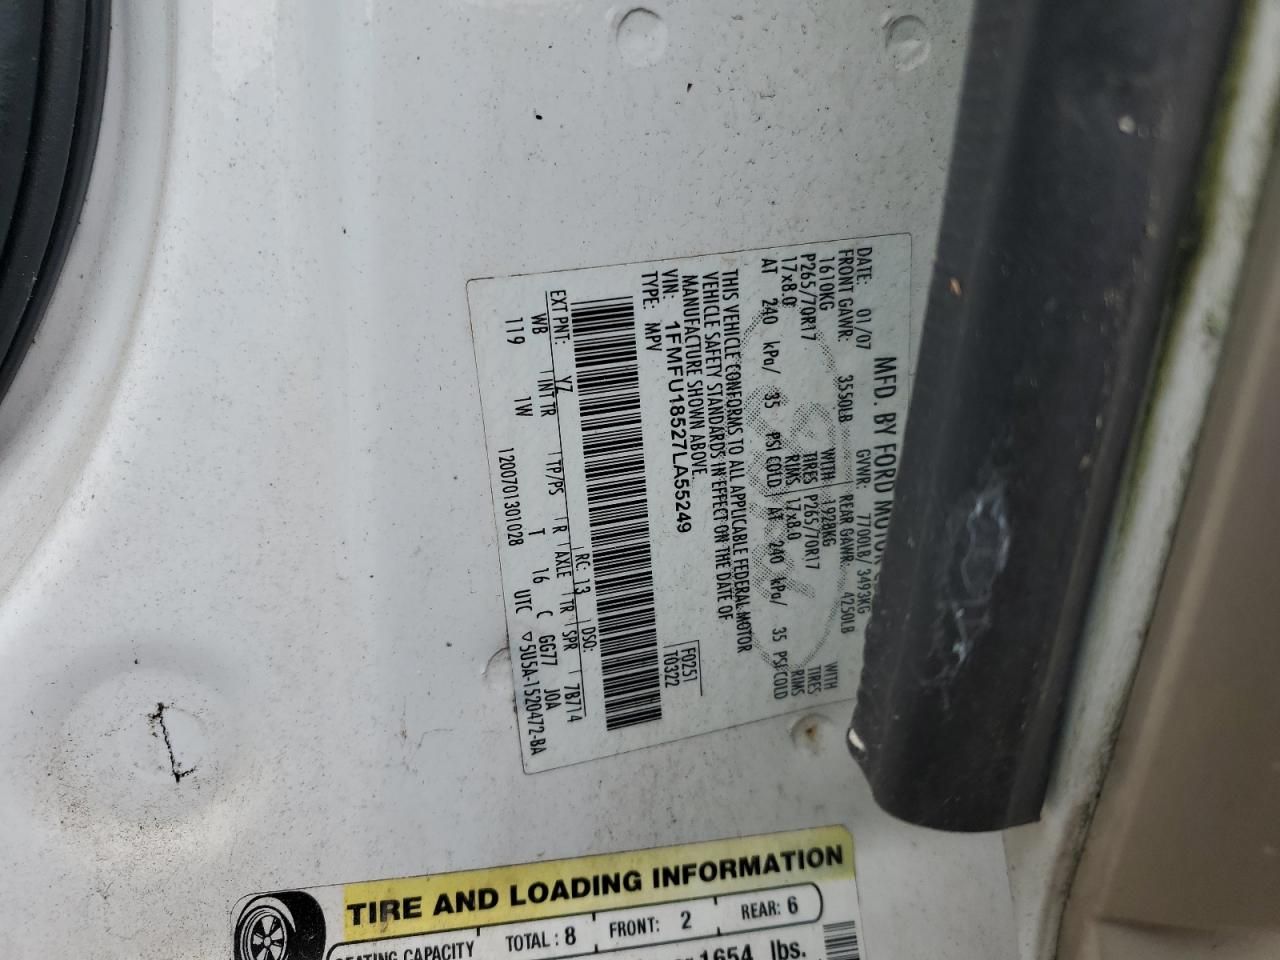 MFD. BY FORD MOTOR
DATE: 01/07 GVWR: 7700LB/ 3493KG
FRONT GAWR: 3550LB REAR GAWR: 4250LB
1610KG WITH 1928KG WITH
P265/70R17 TIRES P265/70R17 TIRES
17x8.0 RIMS 17x8.0 RIMS
AT 240 kPa/ 35 PSI COLD AT 240 kPa/ 35 PSI COLD
THIS VEHICLE CONFORMS TO ALL APPLICABLE FEDERAL MOTOR
VEHICLE SAFETY STANDARDS IN EFFECT ON THE DATE OF
MANUFACTURE SHOWN ABOVE.
VIN: 1FMFU18527LA55249
TYPE: MPV
F0251
T0322
EXT PNT: YZ RC: 13 DSO:
WB INT TR TP/PS R AXLE TR SPR 7B714
119 1W T 16 C GG77 JOA
1200701301028 UTC ▽5U5A-1520472-BA
TIRE AND LOADING INFORMATION
SEATING CAPACITY TOTAL: 8 FRONT: 2 REAR: 6
1654 lbs.